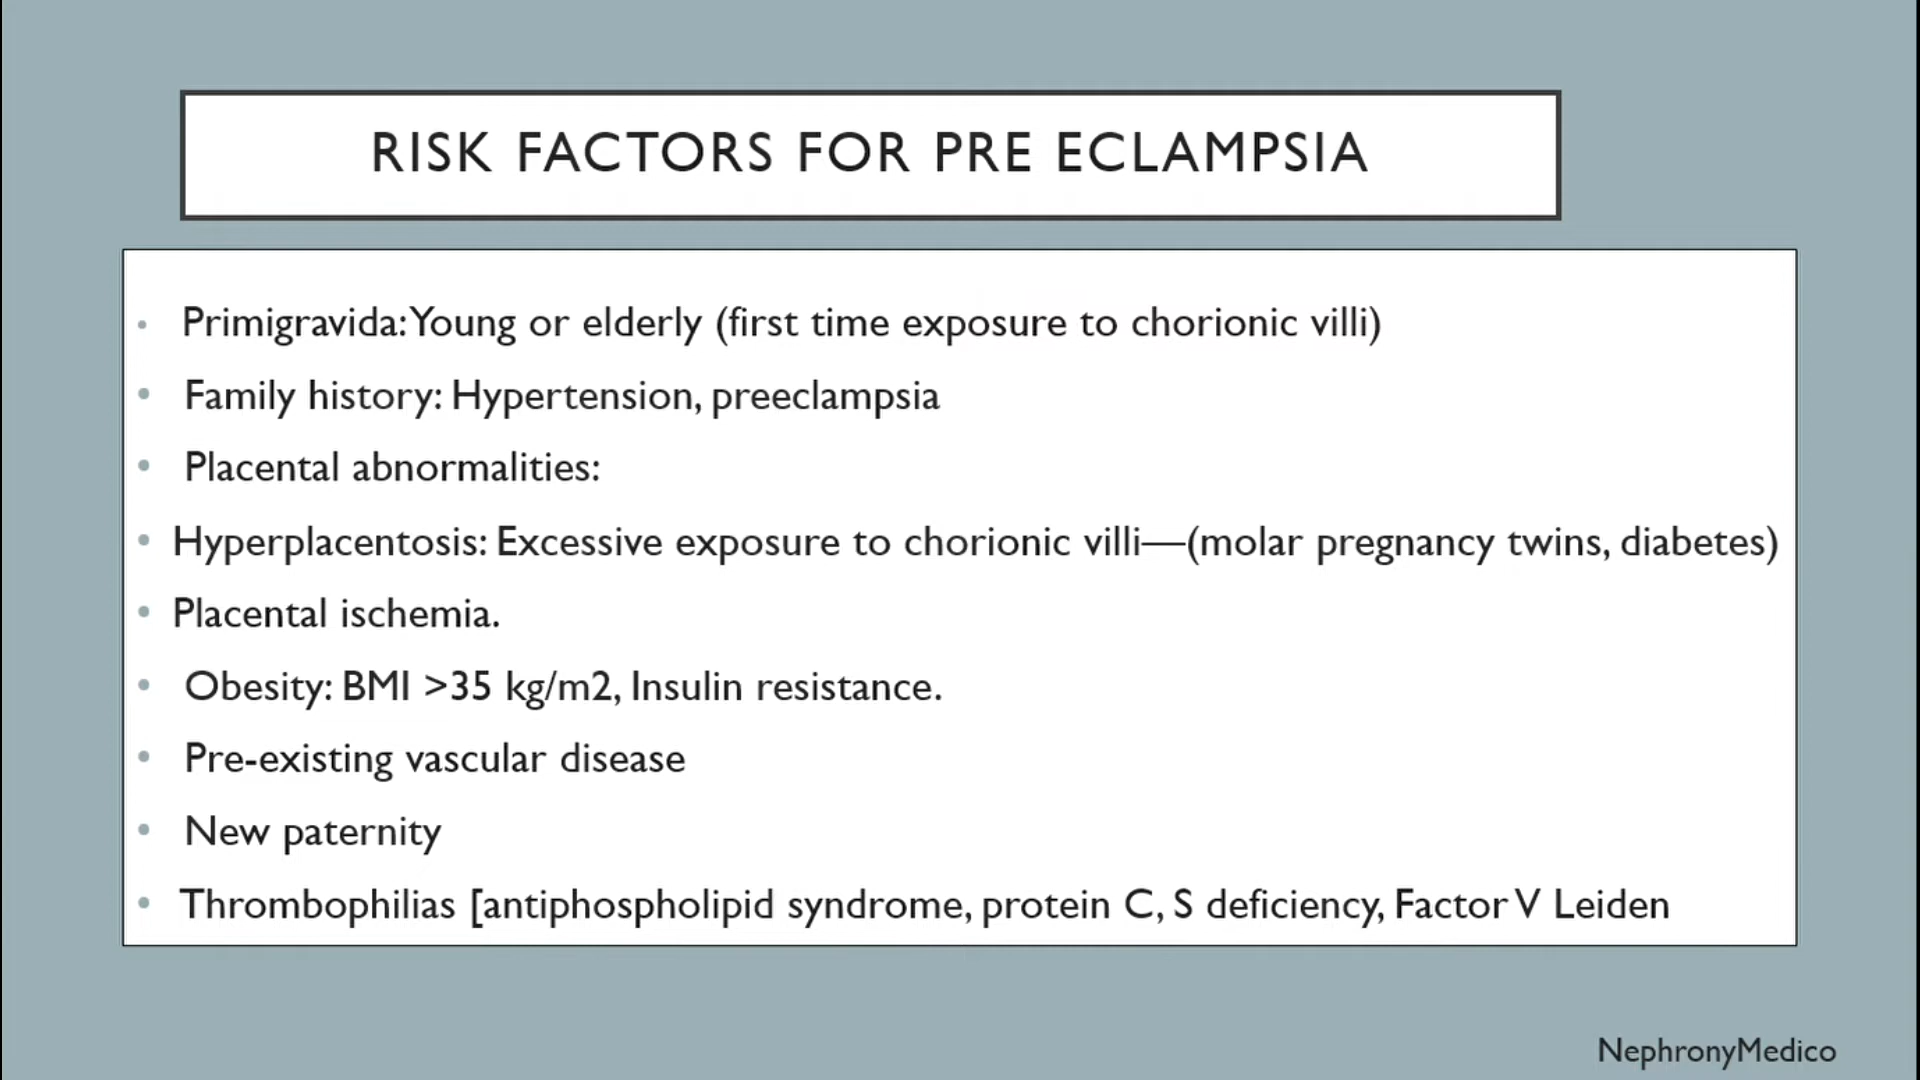 RISK FACTORS FOR PRE ECLAMPSIA
• Primigravida: Young or elderly (first time exposure to chorionic villi)
• Family history: Hypertension, preeclampsia
• Placental abnormalities:
• Hyperplacentosis: Excessive exposure to chorionic villi—(molar pregnancy twins, diabetes)
• Placental ischemia.
• Obesity: BMI >35 kg/m2, Insulin resistance.
• Pre-existing vascular disease
• New paternity
• Thrombophilias [antiphospholipid syndrome, protein C, S deficiency, Factor V Leiden
NephronyMedico